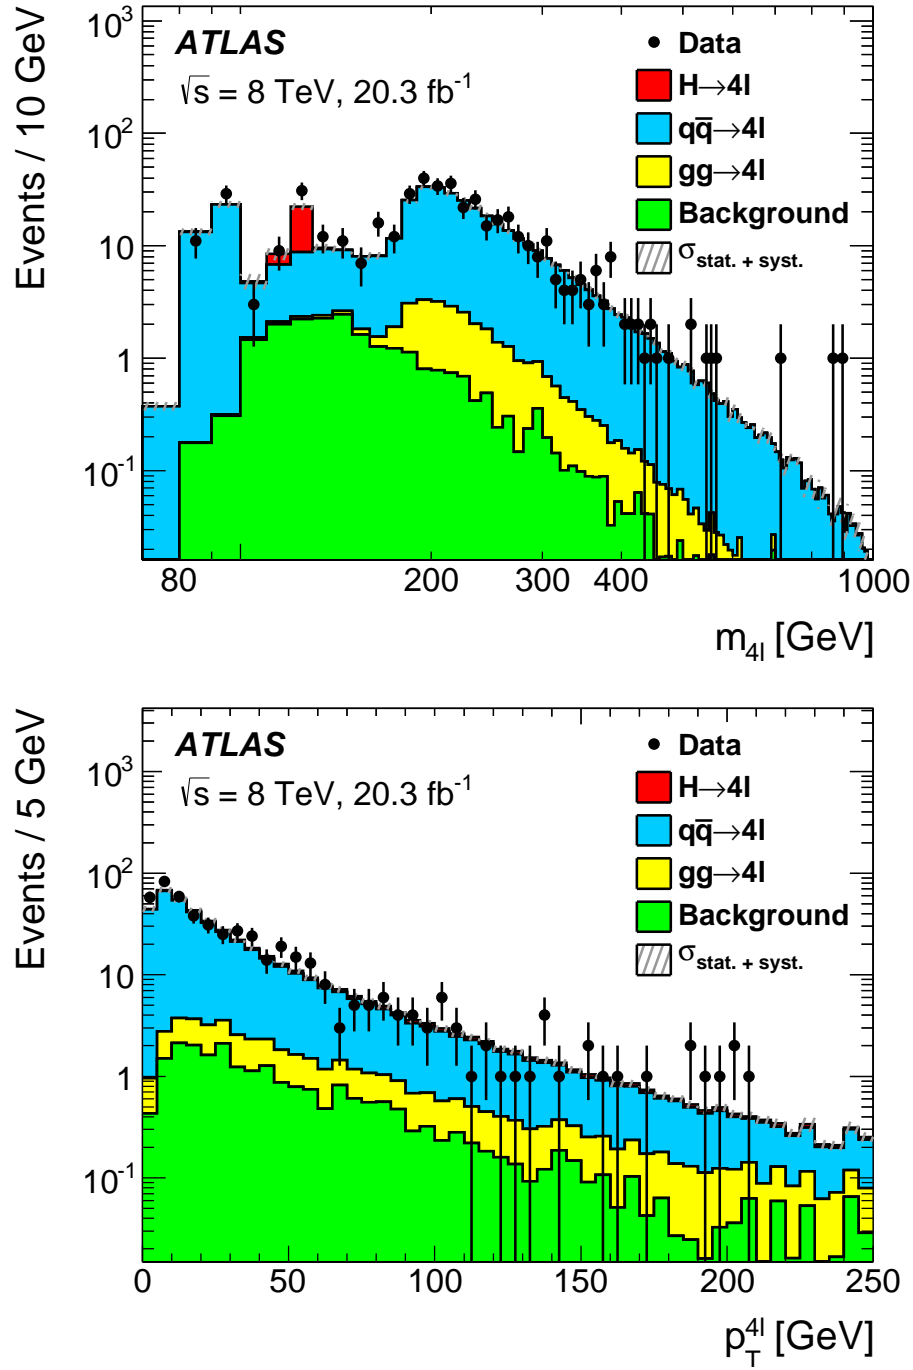 Events / 10 GeV
10³
10²
10
1
10⁻¹
ATLAS
√s = 8 TeV, 20.3 fb⁻¹
Data
H→4l
qq̅→4l
gg→4l
Background
σstat. + syst.
80 200 300 400 1000
m4l [GeV]
Events / 5 GeV
10³
10²
10
1
10⁻¹
ATLAS
√s = 8 TeV, 20.3 fb⁻¹
Data
H→4l
qq̅→4l
gg→4l
Background
σstat. + syst.
0 50 100 150 200 250
pT4l [GeV]